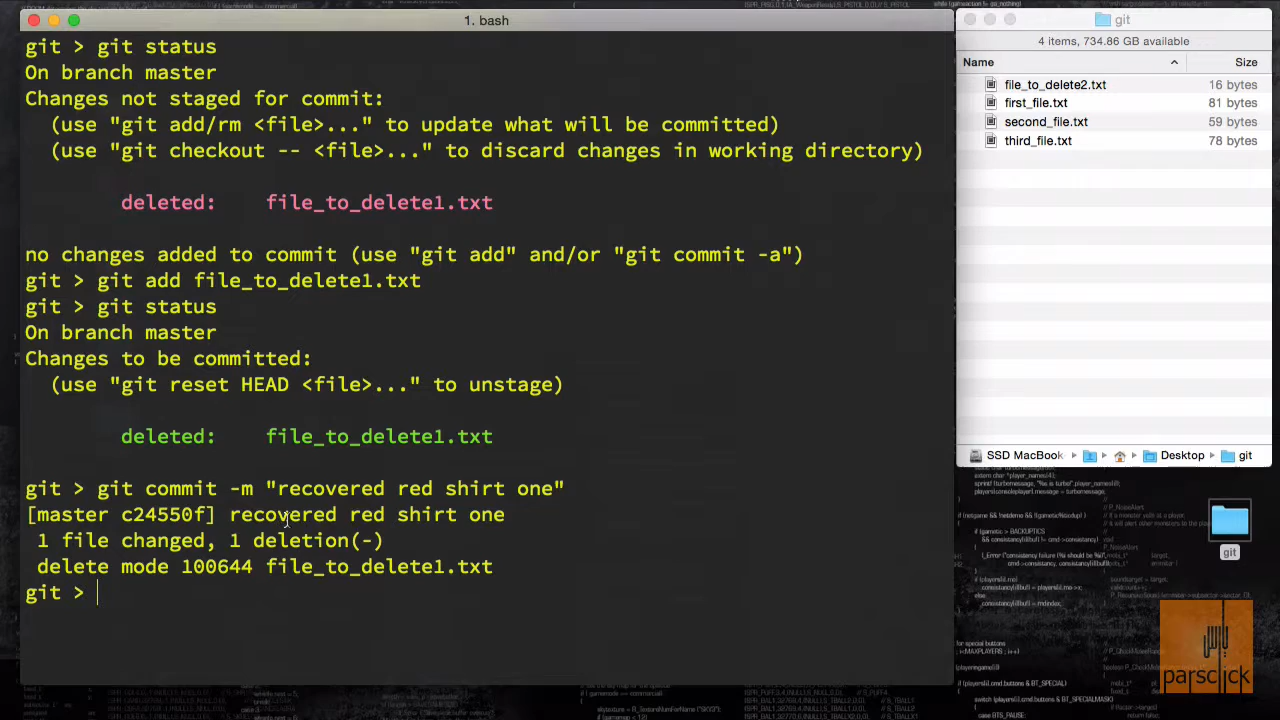 1. bash
git > git status
On branch master
Changes not staged for commit:
(use "git add/rm <file>..." to update what will be committed)
(use "git checkout -- <file>..." to discard changes in working directory)
deleted: file_to_delete1.txt
no changes added to commit (use "git add" and/or "git commit -a")
git > git add file_to_delete1.txt
git > git status
On branch master
Changes to be committed:
(use "git reset HEAD <file>..." to unstage)
deleted: file_to_delete1.txt
git > git commit -m "recovered red shirt one"
[master c24550f] recovered red shirt one
1 file changed, 1 deletion(-)
delete mode 100644 file_to_delete1.txt
git >
git
4 items, 734.86 GB available
Name Size
file_to_delete2.txt 16 bytes
first_file.txt 81 bytes
second_file.txt 59 bytes
third_file.txt 78 bytes
SSD MacBook Desktop git
git
پارس
parsclick